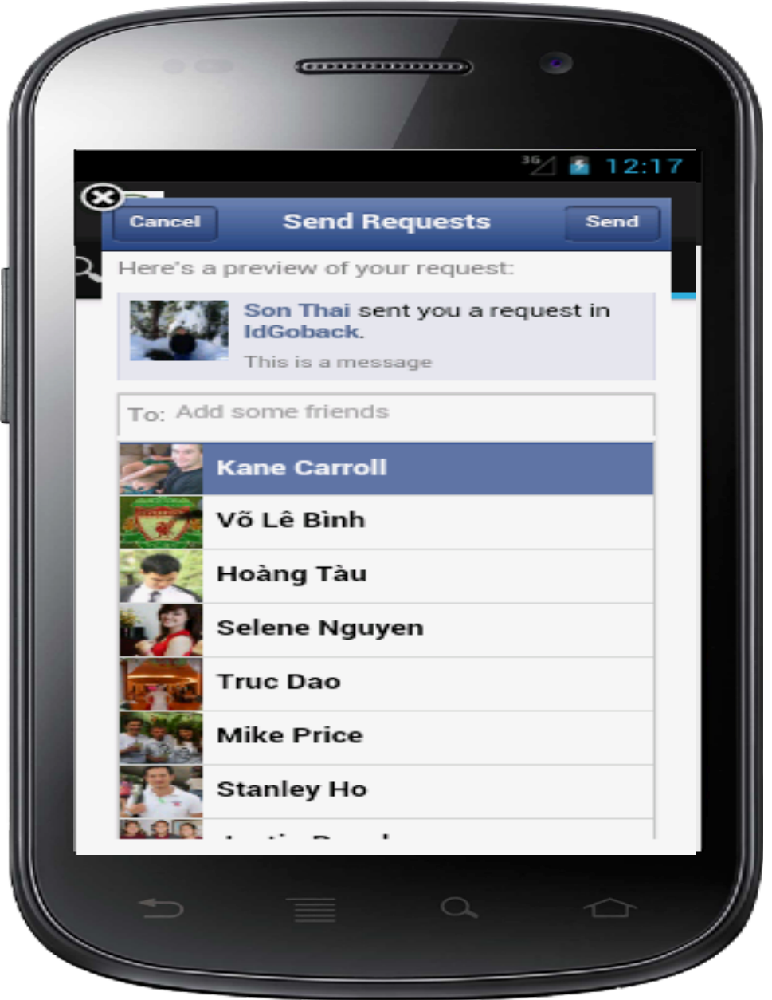 3G 12:17
Cancel Send Requests Send
Here's a preview of your request:
Son Thai sent you a request in
IdGoback.
This is a message
To: Add some friends
Kane Carroll
Võ Lê Bình
Hoàng Tàu
Selene Nguyen
Truc Dao
Mike Price
Stanley Ho